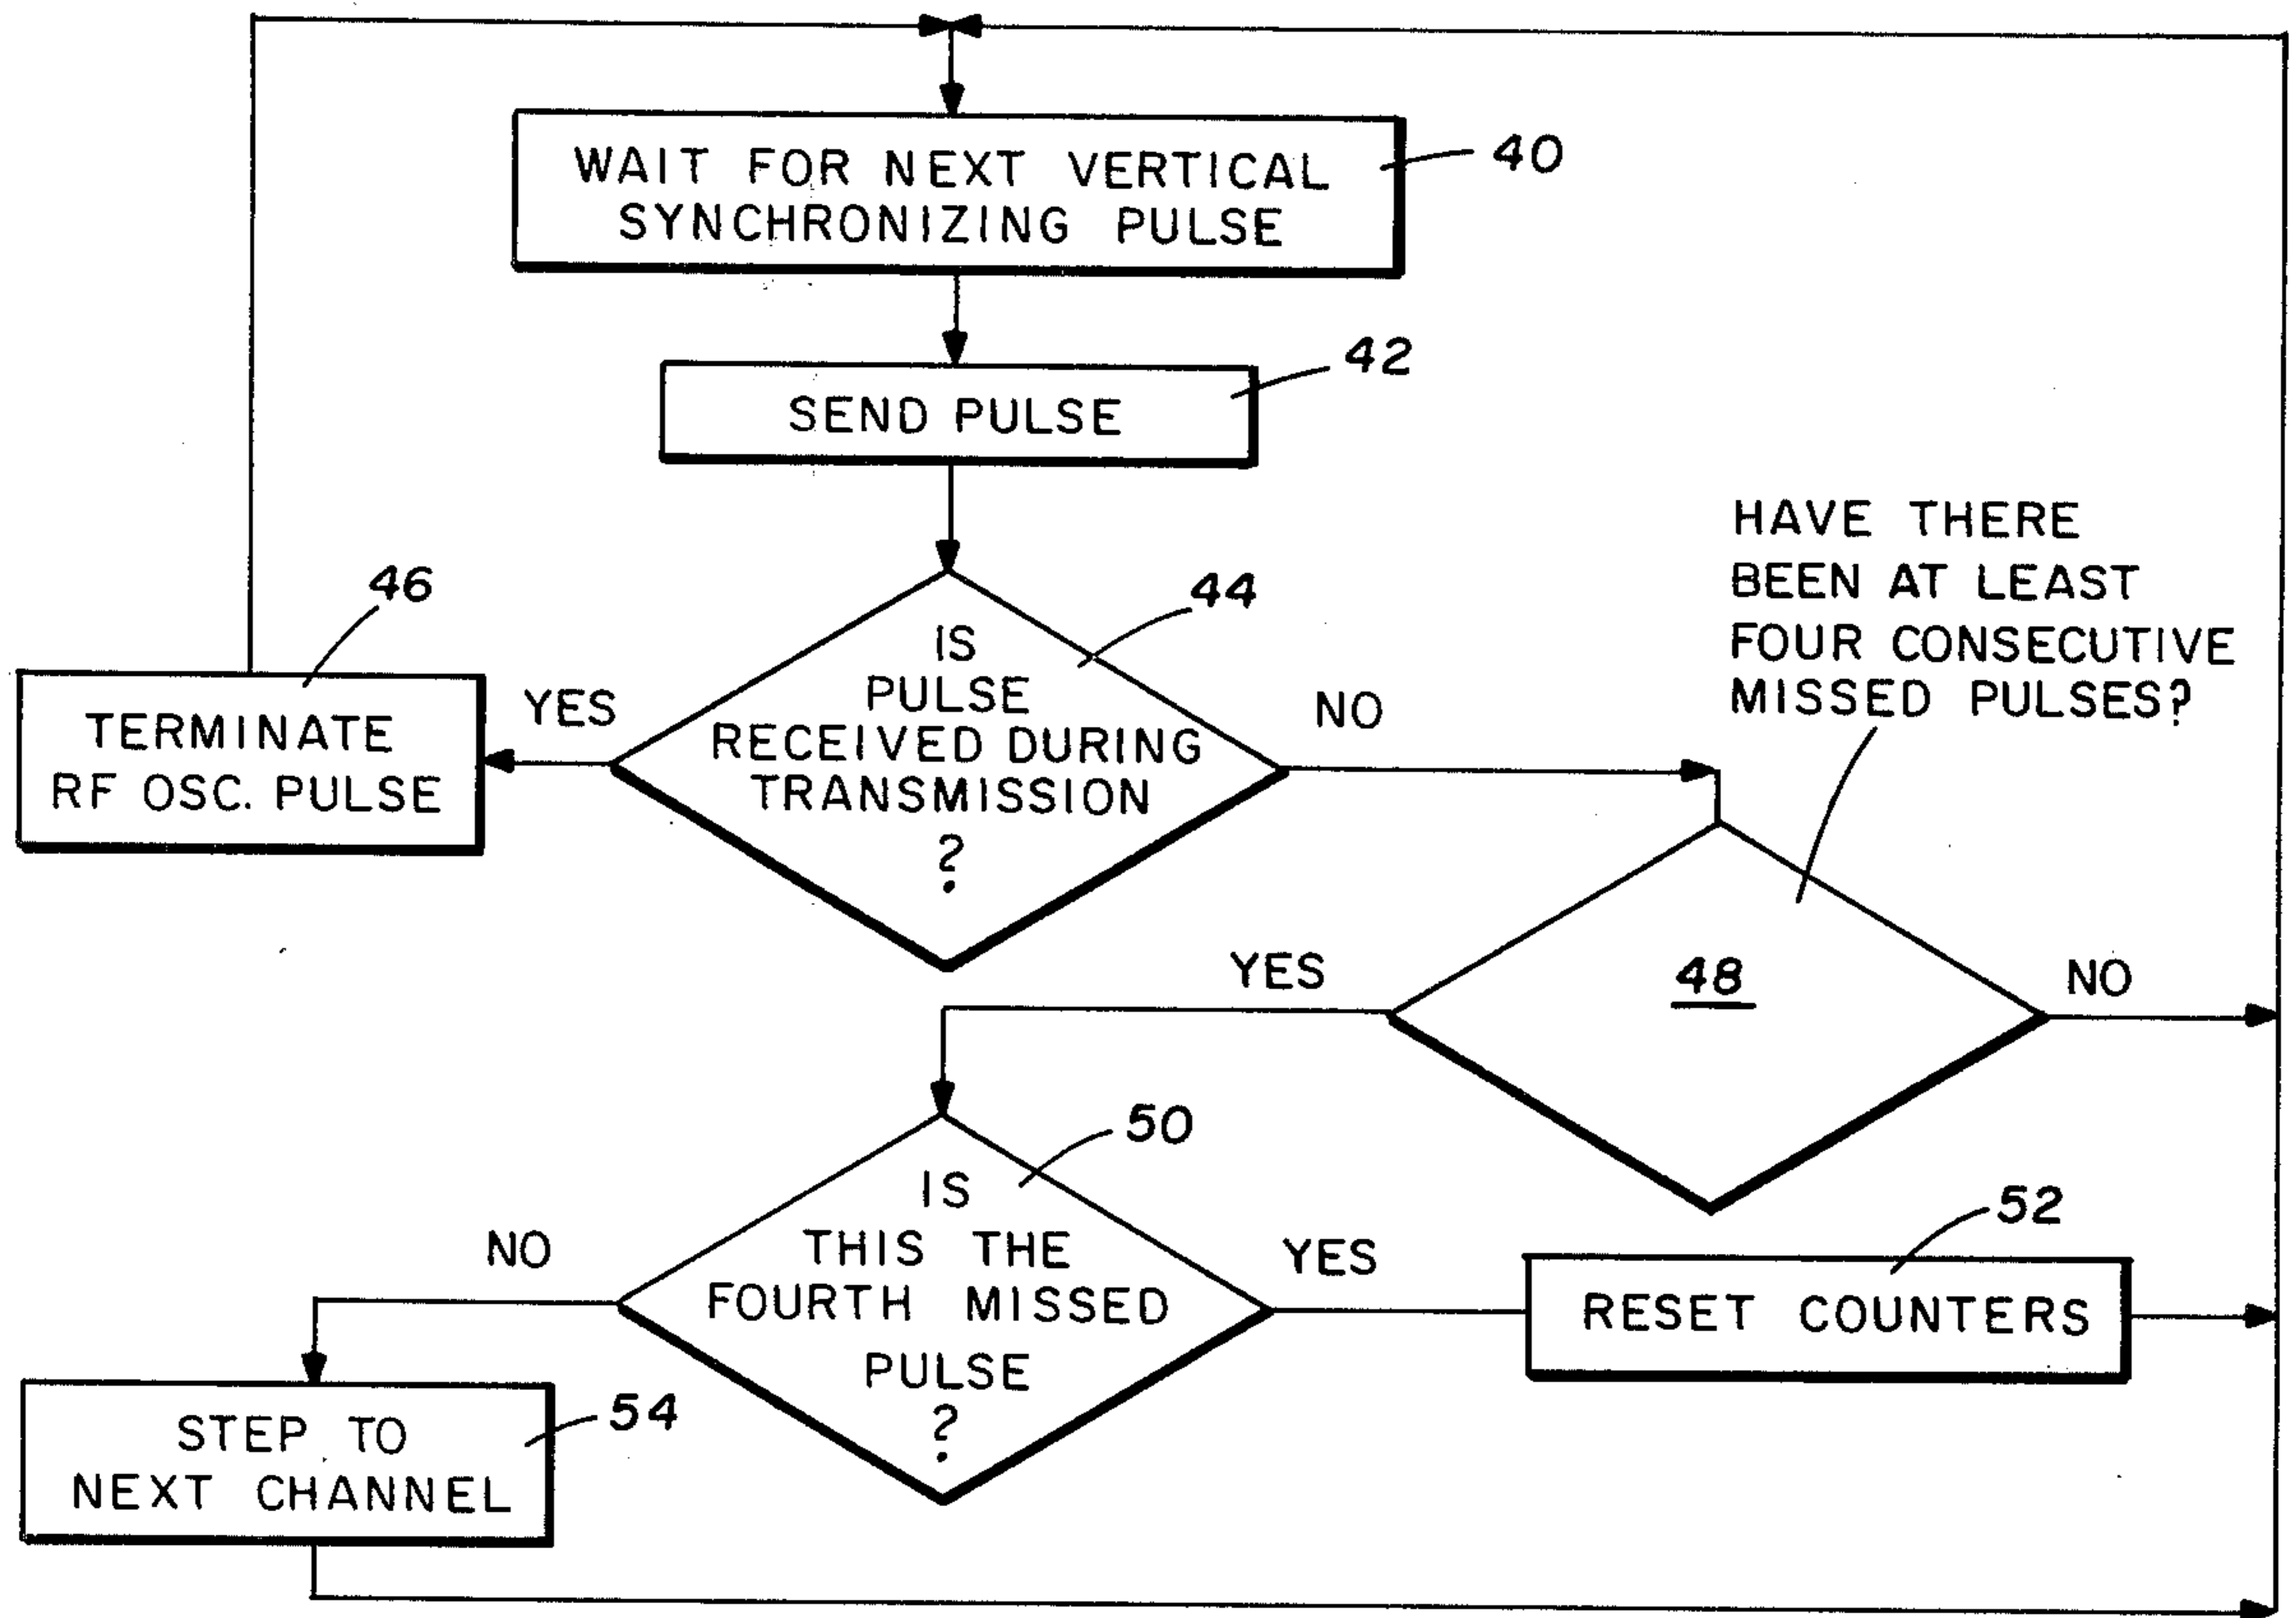 WAIT FOR NEXT VERTICAL
SYNCHRONIZING PULSE
40
SEND PULSE
42
IS
PULSE
RECEIVED DURING
TRANSMISSION
?
44
YES
NO
46
TERMINATE
RF OSC. PULSE
HAVE THERE
BEEN AT LEAST
FOUR CONSECUTIVE
MISSED PULSES?
48
YES
NO
IS
THIS THE
FOURTH MISSED
PULSE
?
50
NO
YES
52
RESET COUNTERS
STEP TO
NEXT CHANNEL
54